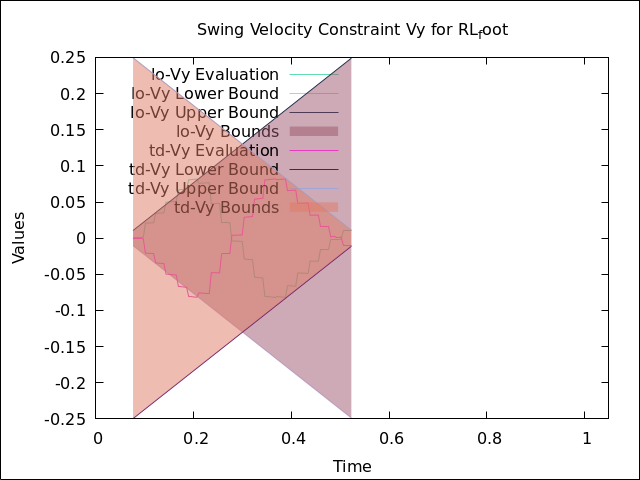 Swing Velocity Constraint Vy for RLfoot
0.25
0.2
0.15
0.1
0.05
0
-0.05
-0.1
-0.15
-0.2
-0.25
Values
lo-Vy Evaluation
lo-Vy Lower Bound
lo-Vy Upper Bound
lo-Vy Bounds
td-Vy Evaluation
td-Vy Lower Bound
td-Vy Upper Bound
td-Vy Bounds
0 0.2 0.4 0.6 0.8 1
Time